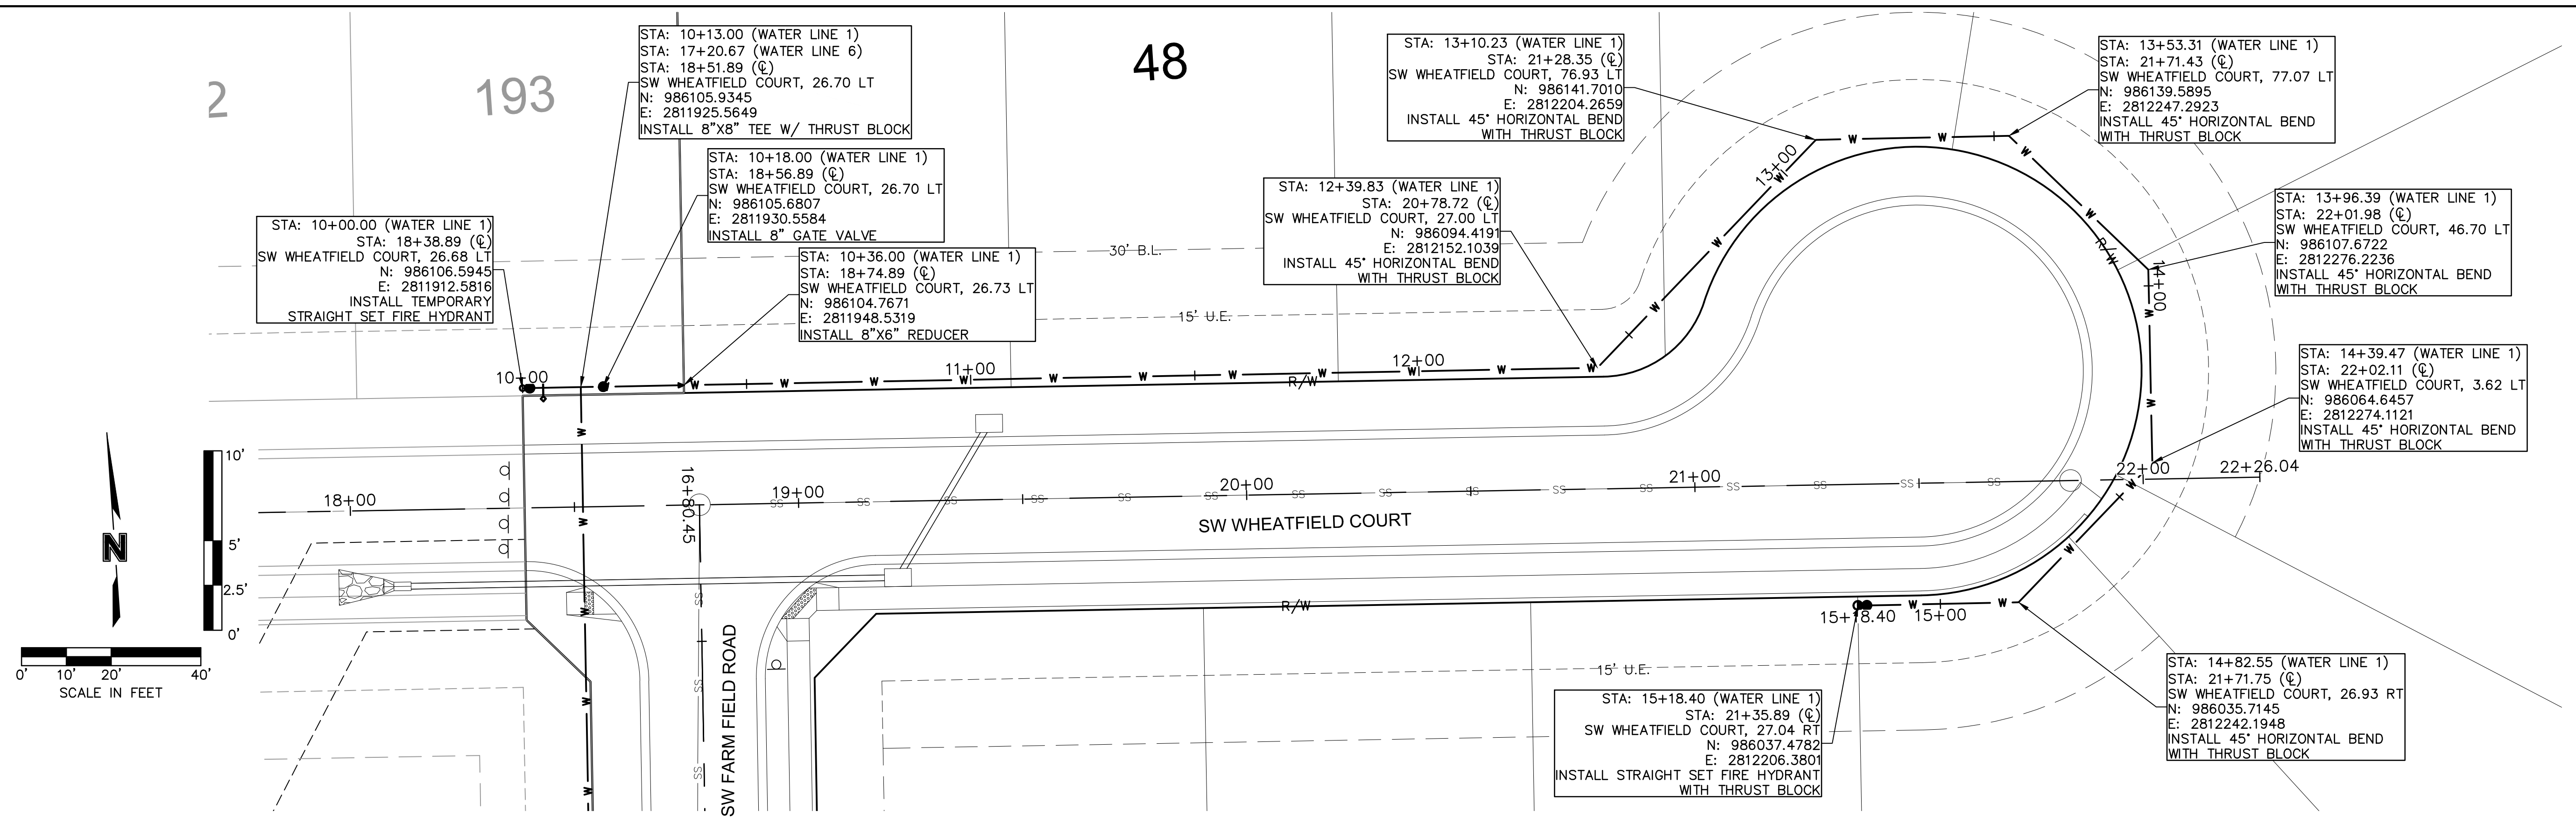 2
193
48
STA: 10+13.00 (WATER LINE 1)
STA: 17+20.67 (WATER LINE 6)
STA: 18+51.89 (℄)
SW WHEATFIELD COURT, 26.70 LT
N: 986105.9345
E: 2811925.5649
INSTALL 8"X8" TEE W/ THRUST BLOCK
STA: 10+18.00 (WATER LINE 1)
STA: 18+56.89 (℄)
SW WHEATFIELD COURT, 26.70 LT
N: 986105.6807
E: 2811930.5584
INSTALL 8" GATE VALVE
STA: 10+00.00 (WATER LINE 1)
STA: 18+38.89 (℄)
SW WHEATFIELD COURT, 26.68 LT
N: 986106.5945
E: 2811912.5816
INSTALL TEMPORARY
STRAIGHT SET FIRE HYDRANT
STA: 10+36.00 (WATER LINE 1)
STA: 18+74.89 (℄)
SW WHEATFIELD COURT, 26.73 LT
N: 986104.7671
E: 2811948.5319
INSTALL 8"X6" REDUCER
STA: 13+10.23 (WATER LINE 1)
STA: 21+28.35 (℄)
SW WHEATFIELD COURT, 76.93 LT
N: 986141.7010
E: 2812204.2659
INSTALL 45° HORIZONTAL BEND
WITH THRUST BLOCK
STA: 12+39.83 (WATER LINE 1)
STA: 20+78.72 (℄)
SW WHEATFIELD COURT, 27.00 LT
N: 986094.4191
E: 2812152.1039
INSTALL 45° HORIZONTAL BEND
WITH THRUST BLOCK
STA: 13+53.31 (WATER LINE 1)
STA: 21+71.43 (℄)
SW WHEATFIELD COURT, 77.07 LT
N: 986139.5895
E: 2812247.2923
INSTALL 45° HORIZONTAL BEND
WITH THRUST BLOCK
STA: 13+96.39 (WATER LINE 1)
STA: 22+01.98 (℄)
SW WHEATFIELD COURT, 46.70 LT
N: 986107.6722
E: 2812276.2236
INSTALL 45° HORIZONTAL BEND
WITH THRUST BLOCK
STA: 14+39.47 (WATER LINE 1)
STA: 22+02.11 (℄)
SW WHEATFIELD COURT, 3.62 LT
N: 986064.6457
E: 2812274.1121
INSTALL 45° HORIZONTAL BEND
WITH THRUST BLOCK
30' B.L.
15' U.E.
10+00
11+00
12+00
13+00
14+00
R/W
R/W
18+00
16+80.45
19+00
20+00
21+00
22+00
22+26.04
SW WHEATFIELD COURT
SW FARM FIELD ROAD
R/W
15+18.40
15+00
15' U.E.
STA: 15+18.40 (WATER LINE 1)
STA: 21+35.89 (℄)
SW WHEATFIELD COURT, 27.04 RT
N: 986037.4782
E: 2812206.3801
INSTALL STRAIGHT SET FIRE HYDRANT
WITH THRUST BLOCK
STA: 14+82.55 (WATER LINE 1)
STA: 21+71.75 (℄)
SW WHEATFIELD COURT, 26.93 RT
N: 986035.7145
E: 2812242.1948
INSTALL 45° HORIZONTAL BEND
WITH THRUST BLOCK
N
10'
5'
2.5'
0'
0' 10' 20' 40'
SCALE IN FEET